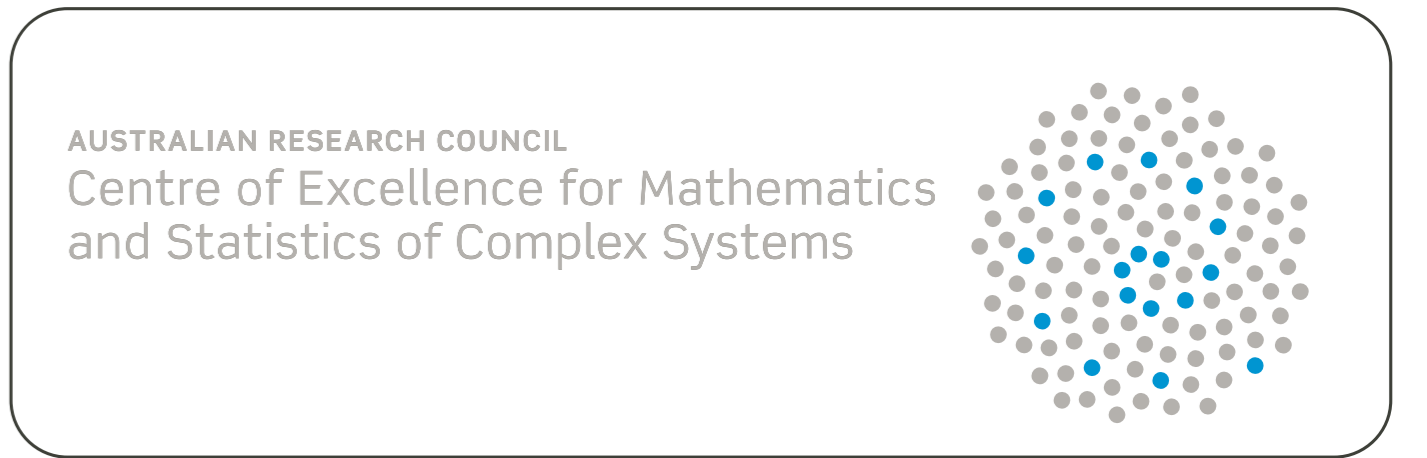 AUSTRALIAN RESEARCH COUNCIL
Centre of Excellence for Mathematics
and Statistics of Complex Systems